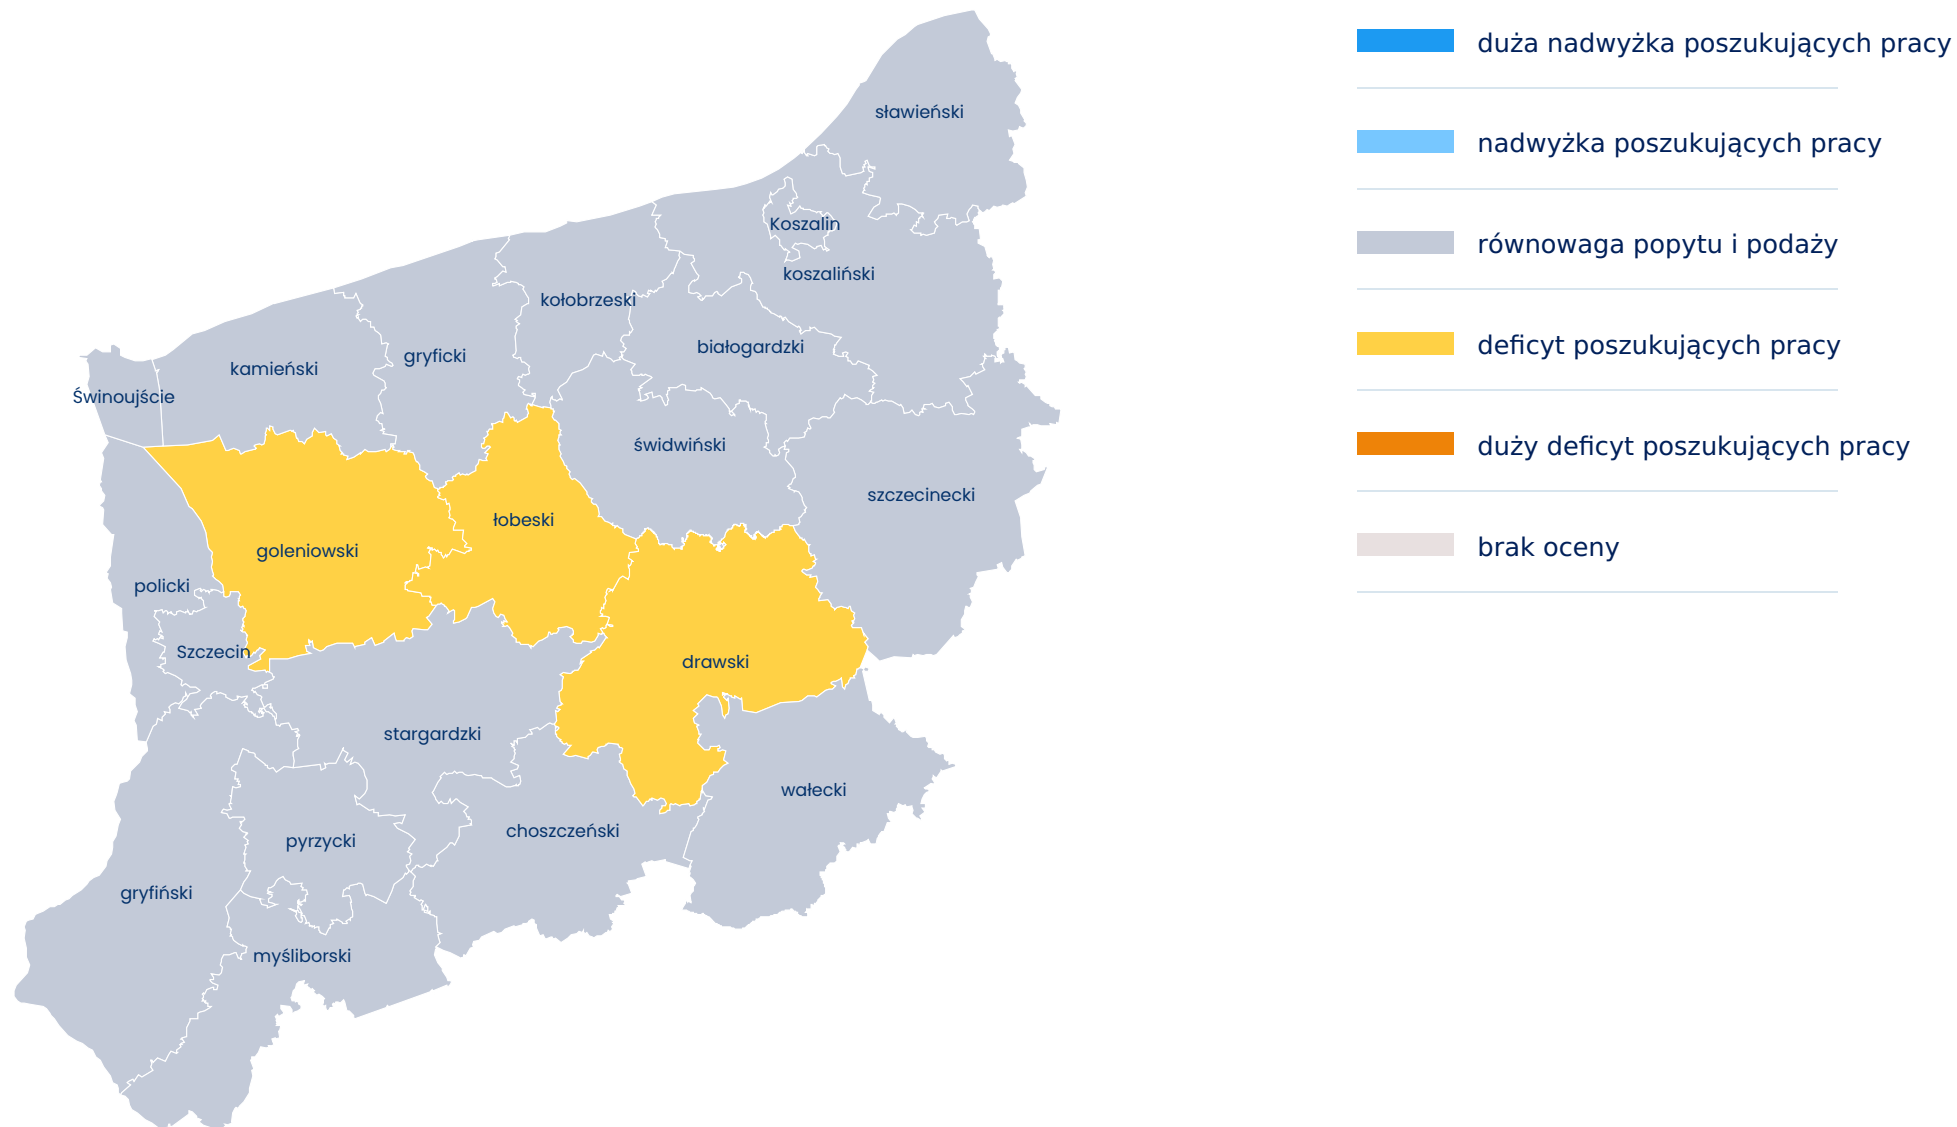 sławieński
Koszalin
koszaliński
kołobrzeski
białogardzki
gryficki
kamieński
Świnoujście
świdwiński
szczecinecki
łobeski
goleniowski
policki
Szczecin
drawski
stargardzki
wałecki
choszczeński
pyrzycki
gryfiński
myśliborski
duża nadwyżka poszukujących pracy
nadwyżka poszukujących pracy
równowaga popytu i podaży
deficyt poszukujących pracy
duży deficyt poszukujących pracy
brak oceny